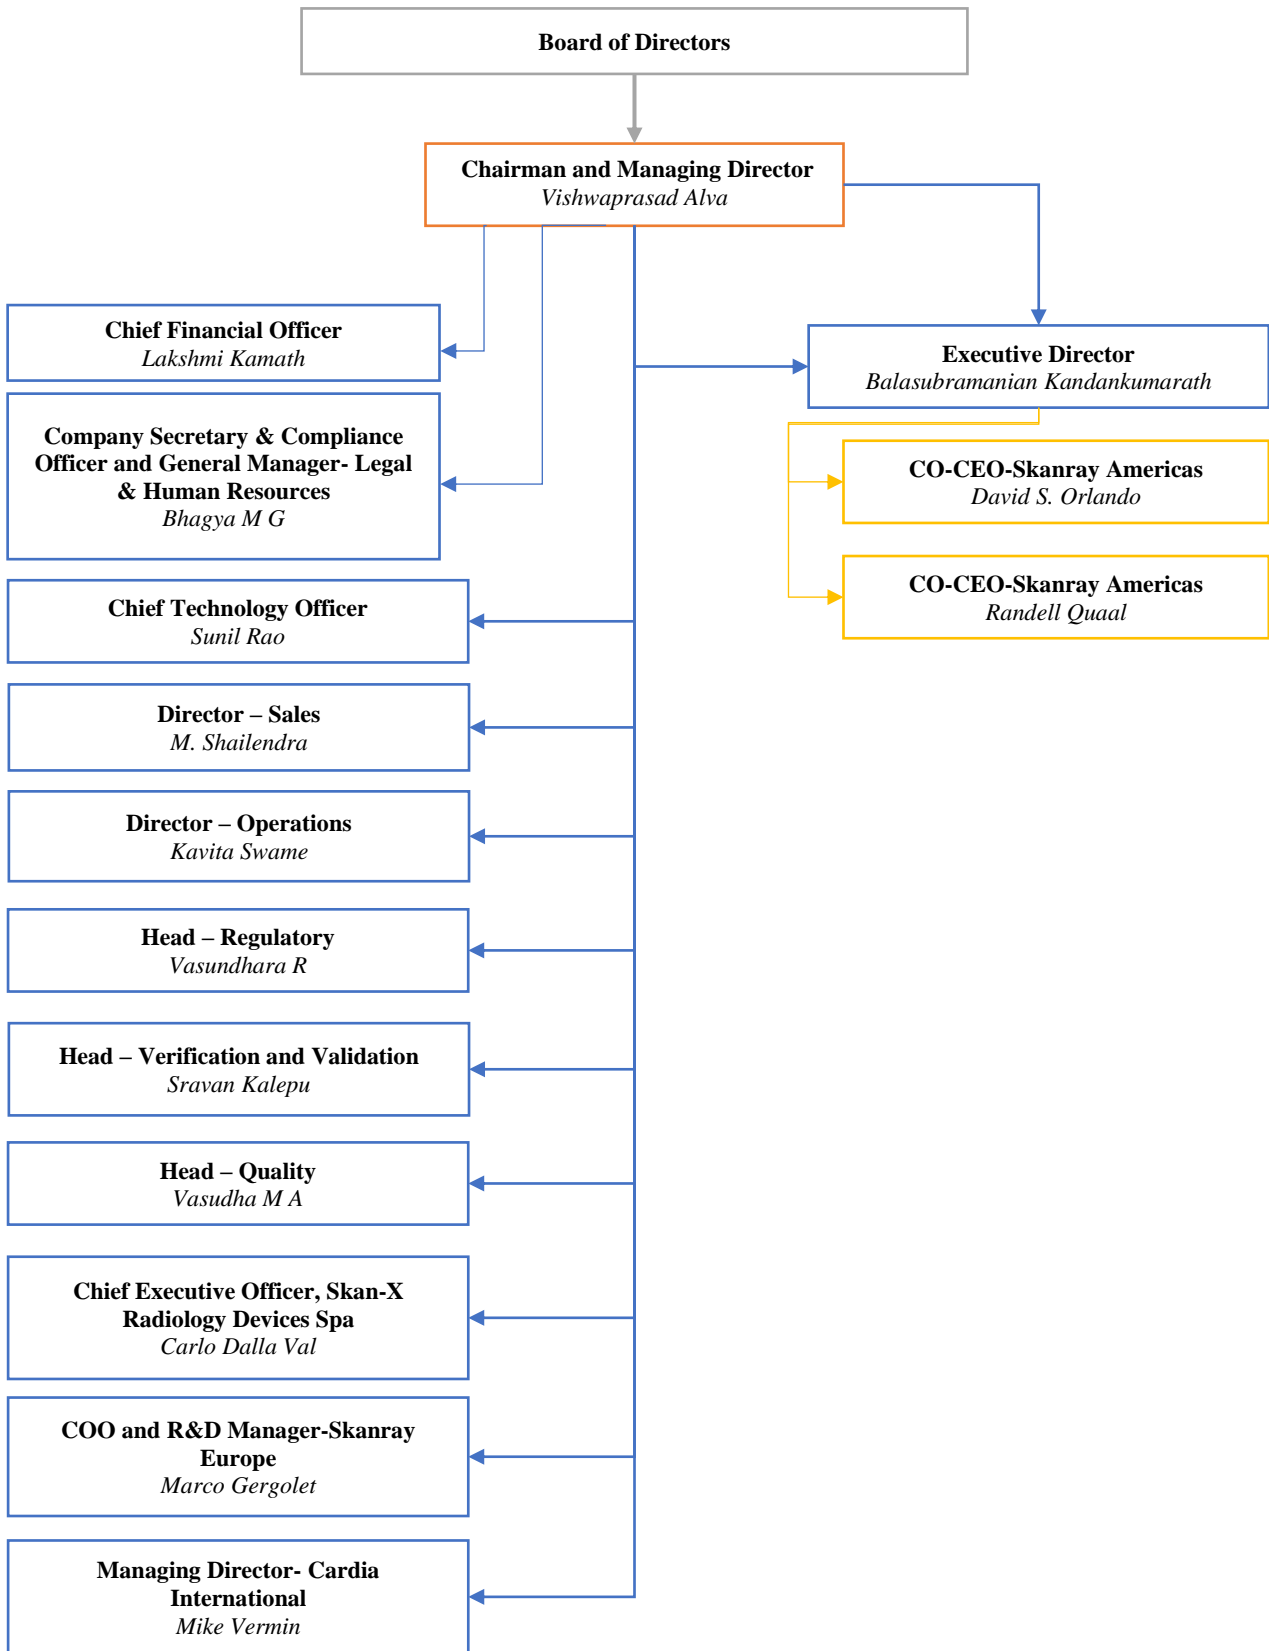 Board of Directors
Chairman and Managing Director
Vishwaprasad Alva
Chief Financial Officer
Lakshmi Kamath
Executive Director
Balasubramanian Kandankumarath
Company Secretary & Compliance
Officer and General Manager- Legal
& Human Resources
Bhagya M G
CO-CEO-Skanray Americas
David S. Orlando
CO-CEO-Skanray Americas
Randell Quaal
Chief Technology Officer
Sunil Rao
Director – Sales
M. Shailendra
Director – Operations
Kavita Swame
Head – Regulatory
Vasundhara R
Head – Verification and Validation
Sravan Kalepu
Head – Quality
Vasudha M A
Chief Executive Officer, Skan-X
Radiology Devices Spa
Carlo Dalla Val
COO and R&D Manager-Skanray
Europe
Marco Gergolet
Managing Director- Cardia
International
Mike Vermin